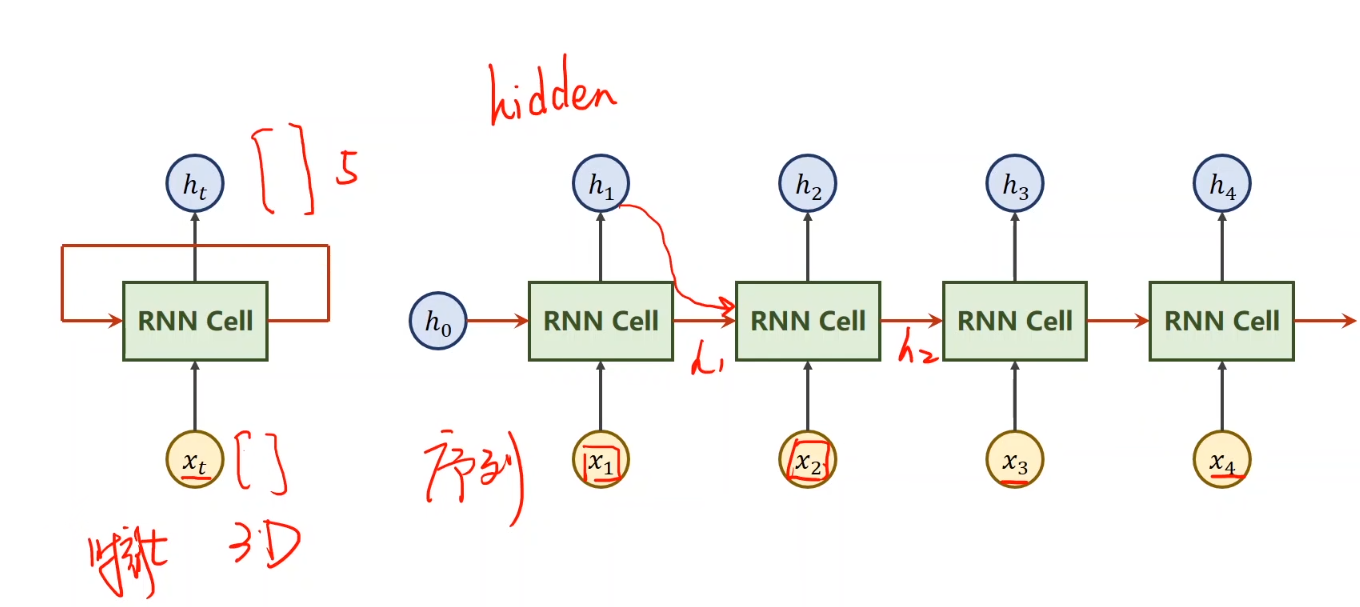 hidden
[ ] 5
h_t
h_1
h_2
h_3
h_4
RNN Cell
h_0
RNN Cell
RNN Cell
RNN Cell
RNN Cell
h_1
h_2
x_t
[ ]
序列
x_1
x_2
x_3
x_4
时刻t
3D